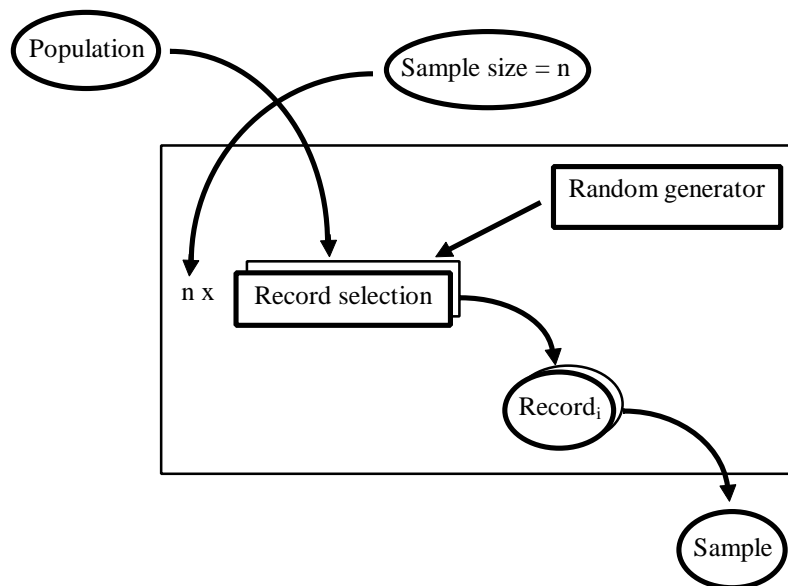 Population
Sample size = n
Random generator
n x
Record selection
Recordᵢ
Sample